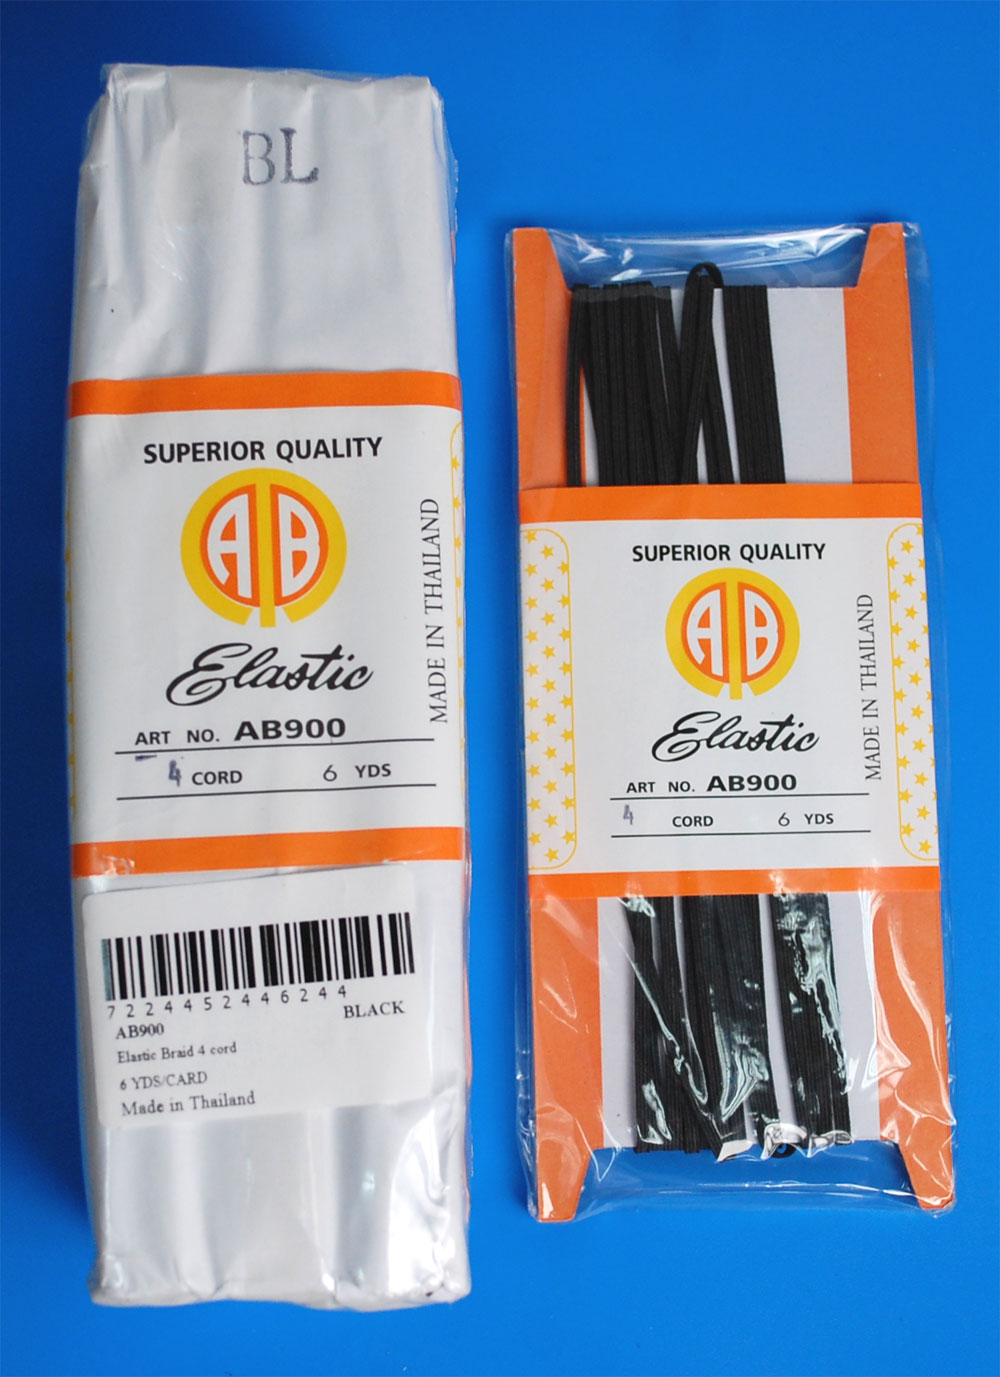 BL
SUPERIOR QUALITY
AB
Elastic
ART NO. AB900
4 CORD 6 YDS
MADE IN THAILAND
722445244 6244
AB900 BLACK
Elastic Braid 4 cord
6 YDS/CARD
Made in Thailand
SUPERIOR QUALITY
AB
Elastic
ART NO. AB900
4 CORD 6 YDS
MADE IN THAILAND